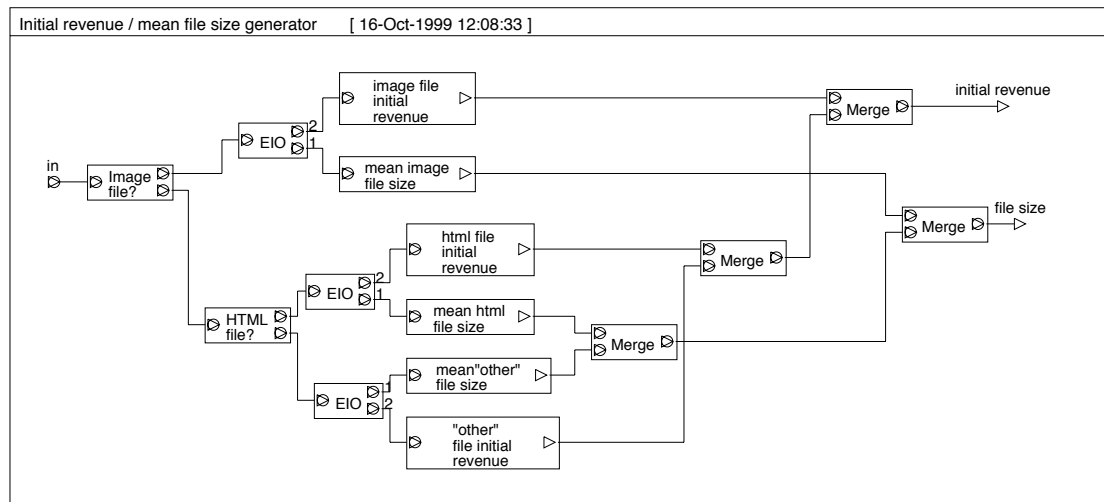 Initial revenue / mean file size generator [ 16-Oct-1999 12:08:33 ]
image file
initial
revenue
initial revenue
Merge
2
EIO
1
in
Image
file?
mean image
file size
file size
Merge
html file
initial
revenue
Merge
2
EIO
1
mean html
file size
HTML
file?
Merge
mean"other"
file size
1
EIO
2
"other"
file initial
revenue